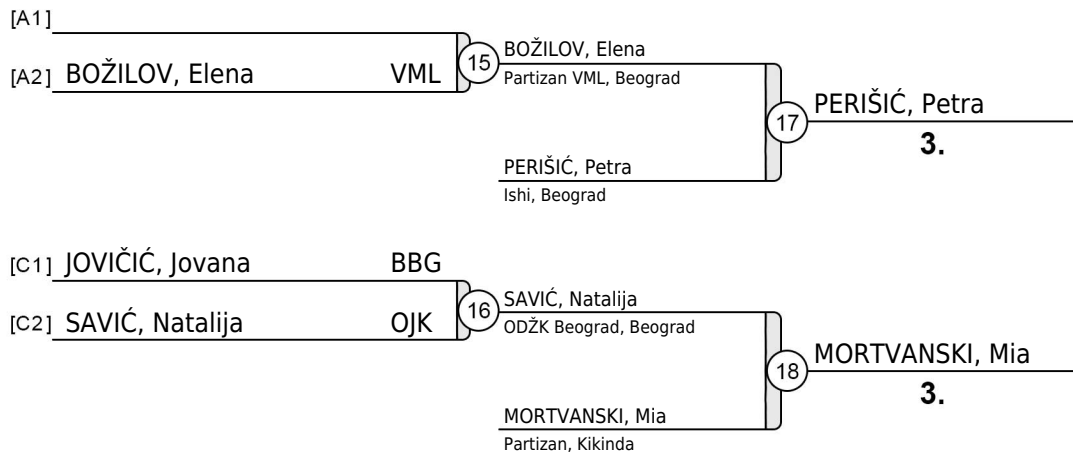 [A1]
[A2] BOŽILOV, Elena VML
15
BOŽILOV, Elena
Partizan VML, Beograd
17
PERIŠIĆ, Petra
3.
PERIŠIĆ, Petra
Ishi, Beograd
[C1] JOVIČIĆ, Jovana BBG
[C2] SAVIĆ, Natalija OJK
16
SAVIĆ, Natalija
ODŽK Beograd, Beograd
18
MORTVANSKI, Mia
3.
MORTVANSKI, Mia
Partizan, Kikinda